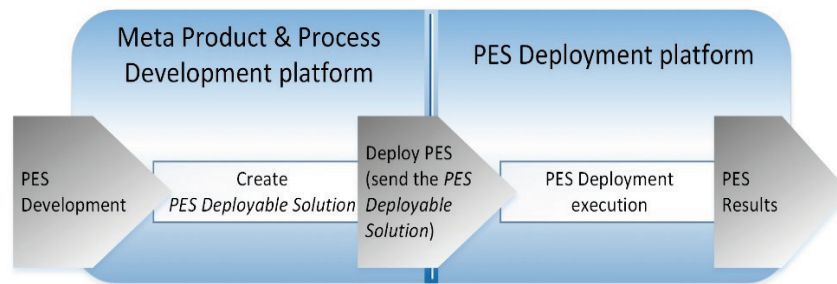 Meta Product & Process
Development platform
PES Deployment platform
PES
Development
Create
PES Deployable Solution
Deploy PES
(send the PES
Deployable
Solution)
PES Deployment
execution
PES
Results